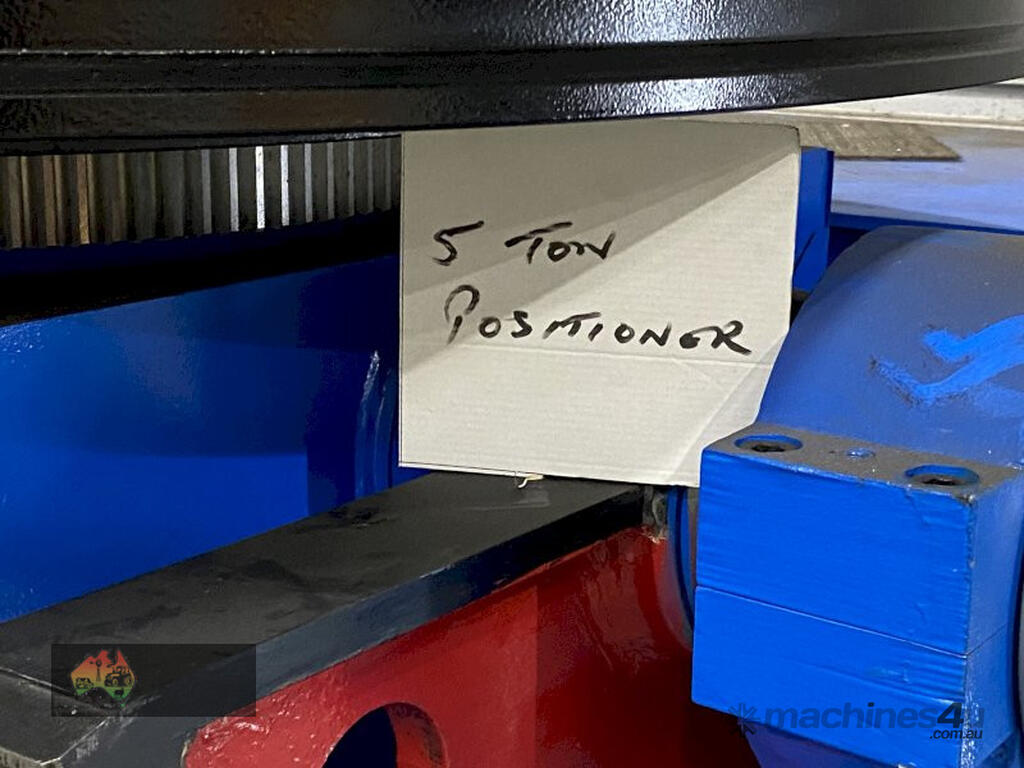 5 TON
POSITIONER
machines4u
.com.au